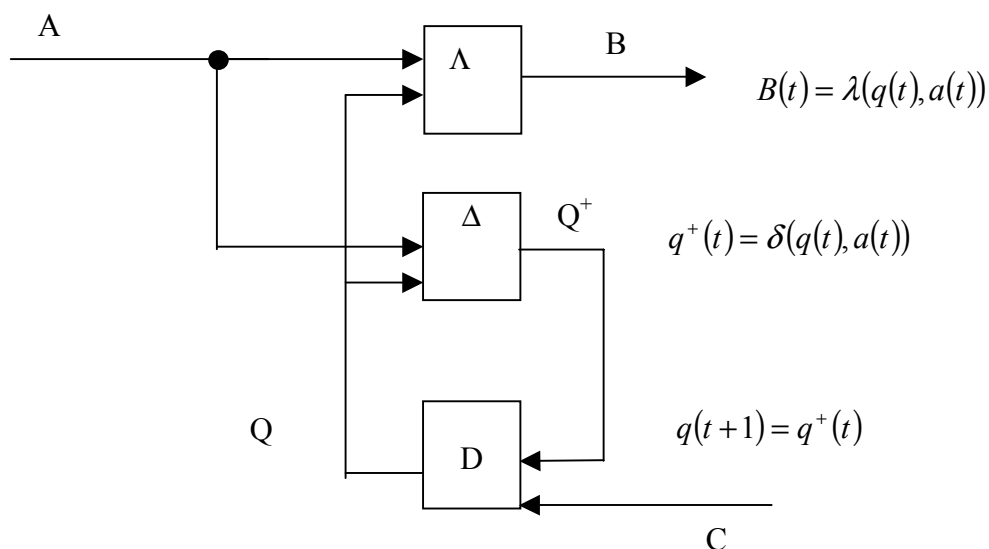 A
Λ
B
B(t) = λ(q(t), a(t))
Δ
Q⁺
q⁺(t) = δ(q(t), a(t))
Q
D
q(t+1) = q⁺(t)
C